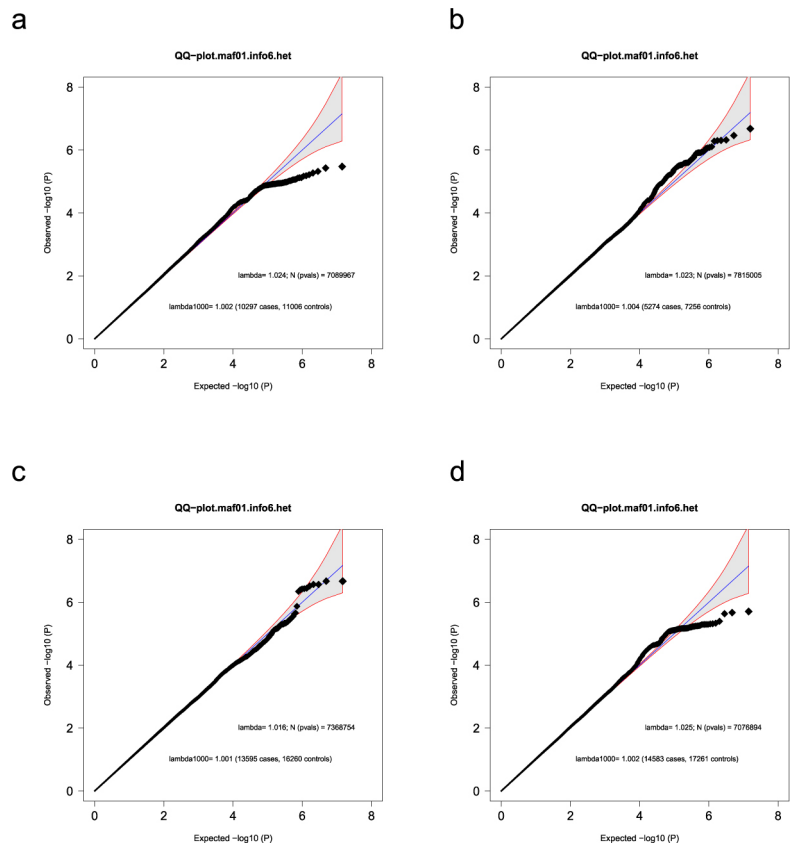 a
QQ-plot.maf01.info6.het
Observed -log10 (P)
8
6
4
2
0
lambda= 1.024; N (pvals) = 7089967
lambda1000= 1.002 (10297 cases, 11006 controls)
0 2 4 6 8
Expected -log10 (P)
b
QQ-plot.maf01.info6.het
Observed -log10 (P)
8
6
4
2
0
lambda= 1.023; N (pvals) = 7815005
lambda1000= 1.004 (5274 cases, 7256 controls)
0 2 4 6 8
Expected -log10 (P)
c
QQ-plot.maf01.info6.het
Observed -log10 (P)
8
6
4
2
0
lambda= 1.016; N (pvals) = 7368754
lambda1000= 1.001 (13595 cases, 16260 controls)
0 2 4 6 8
Expected -log10 (P)
d
QQ-plot.maf01.info6.het
Observed -log10 (P)
8
6
4
2
0
lambda= 1.025; N (pvals) = 7076894
lambda1000= 1.002 (14583 cases, 17261 controls)
0 2 4 6 8
Expected -log10 (P)